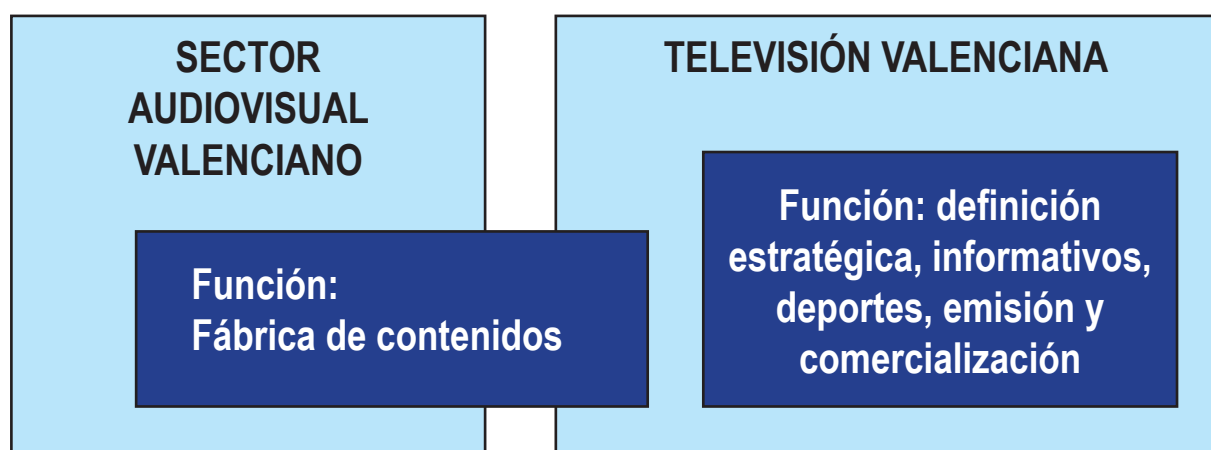 SECTOR
AUDIOVISUAL
VALENCIANO
Función:
Fábrica de contenidos
TELEVISIÓN VALENCIANA
Función: definición
estratégica, informativos,
deportes, emisión y
comercialización